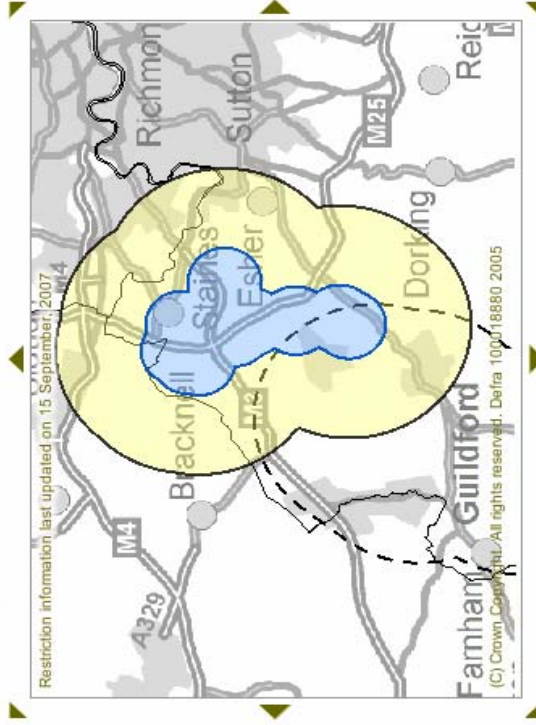 Restriction information last updated on 15 September, 2007
M4
Richmon
Sutton
Reig
M25
Staines
Esher
Dorking
Bracknell
M3
M4
A329
Guildford
Farnham
(C) Crown Copyright. All rights reserved. Defra 100018880 2005